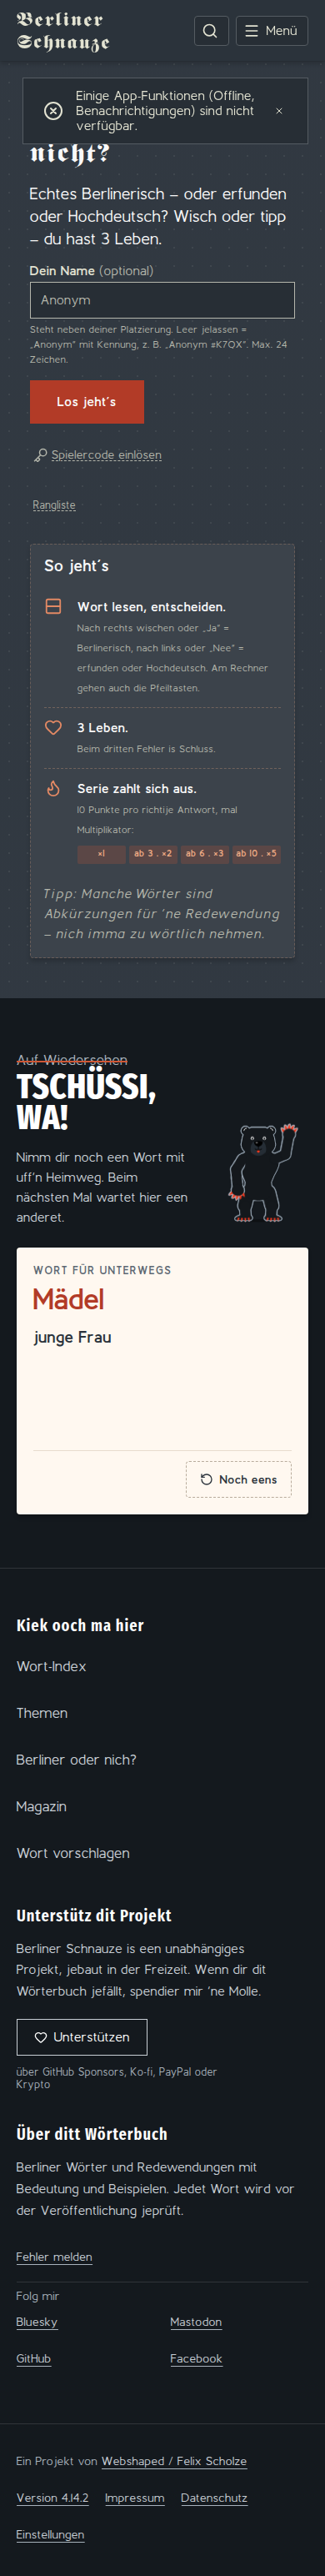 Berliner
Schnauze
Menü
Einige App-Funktionen (Offline,
Benachrichtigungen) sind nicht
verfügbar.
nicht?
Echtes Berlinerisch – oder erfunden
oder Hochdeutsch? Wisch oder tipp
– du hast 3 Leben.
Dein Name (optional)
Anonym
Steht neben deiner Platzierung. Leer jelassen =
„Anonym“ mit Kennung, z. B. „Anonym #K7QX“. Max. 24
Zeichen.
Los jeht’s
Spielercode einlösen
Rangliste
So jeht’s
Wort lesen, entscheiden.
Nach rechts wischen oder „Ja“ =
Berlinerisch, nach links oder „Nee“ =
erfunden oder Hochdeutsch. Am Rechner
gehen auch die Pfeiltasten.
3 Leben.
Beim dritten Fehler is Schluss.
Serie zahlt sich aus.
10 Punkte pro richtije Antwort, mal
Multiplikator:
×1
ab 3 · ×2
ab 6 · ×3
ab 10 · ×5
Tipp: Manche Wörter sind
Abkürzungen für ’ne Redewendung
– nich imma zu wörtlich nehmen.
Auf Wiedersehen
TSCHÜSSI,
WA!
Nimm dir noch een Wort mit
uff’n Heimweg. Beim
nächsten Mal wartet hier een
anderet.
WORT FÜR UNTERWEGS
Mädel
junge Frau
Noch eens
Kiek ooch ma hier
Wort-Index
Themen
Berliner oder nich?
Magazin
Wort vorschlagen
Unterstütz dit Projekt
Berliner Schnauze is een unabhängiges
Projekt, jebaut in der Freizeit. Wenn dir dit
Wörterbuch jefällt, spendier mir ’ne Molle.
Unterstützen
über GitHub Sponsors, Ko-fi, PayPal oder
Krypto
Über ditt Wörterbuch
Berliner Wörter und Redewendungen mit
Bedeutung und Beispielen. Jedet Wort wird vor
der Veröffentlichung jeprüft.
Fehler melden
Folg mir
Bluesky
Mastodon
GitHub
Facebook
Ein Projekt von Webshaped / Felix Scholze
Version 4.14.2
Impressum
Datenschutz
Einstellungen